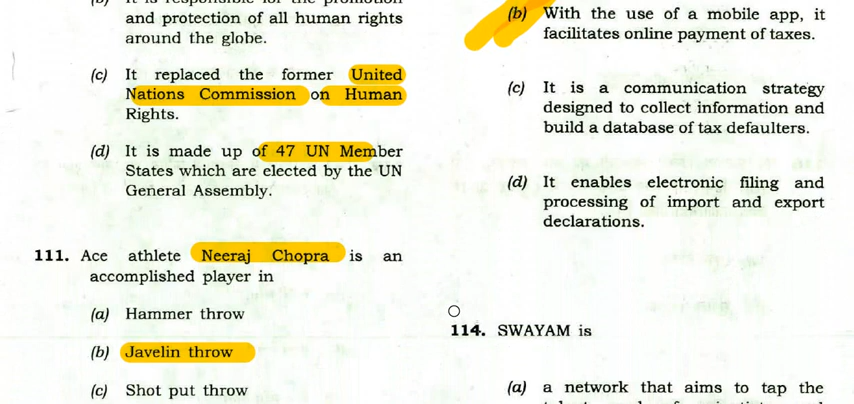 and protection of all human rights
around the globe.
(c) It replaced the former United
Nations Commission on Human
Rights.
(d) It is made up of 47 UN Member
States which are elected by the UN
General Assembly.
111. Ace athlete Neeraj Chopra is an
accomplished player in
(a) Hammer throw
(b) Javelin throw
(c) Shot put throw
(b) With the use of a mobile app, it
facilitates online payment of taxes.
(c) It is a communication strategy
designed to collect information and
build a database of tax defaulters.
(d) It enables electronic filing and
processing of import and export
declarations.
114. SWAYAM is
(a) a network that aims to tap the